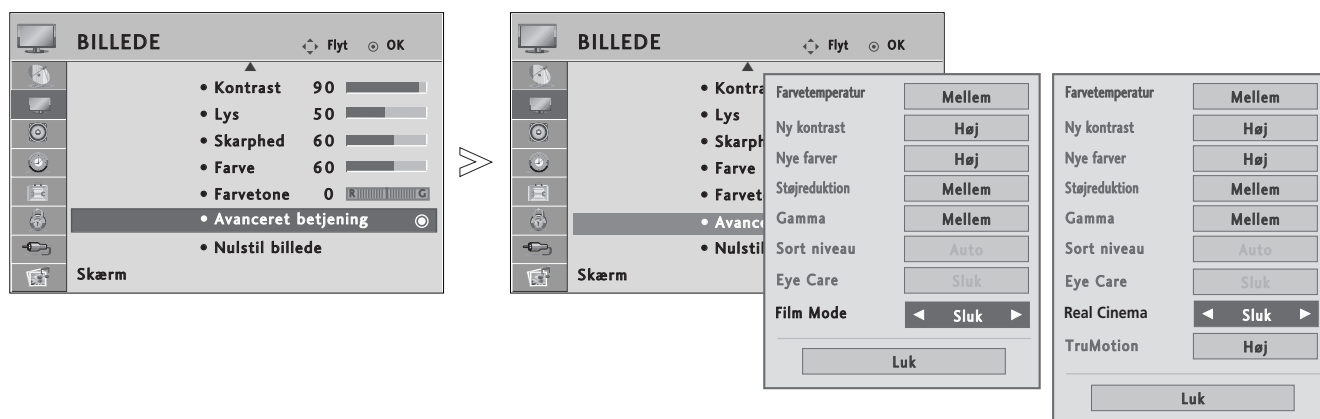 BILLEDE Flyt OK
• Kontrast 90
• Lys 50
• Skarphed 60
• Farve 60
• Farvetone 0 R G
• Avanceret betjening
• Nulstil billede
Skærm
BILLEDE Flyt OK
• Kontra
• Lys
• Skarph
• Farve
• Farvet
• Avance
• Nulstil
Skærm
Farvetemperatur Mellem
Ny kontrast Høj
Nye farver Høj
Støjreduktion Mellem
Gamma Mellem
Sort niveau Auto
Eye Care Sluk
Film Mode Sluk
Luk
Farvetemperatur Mellem
Ny kontrast Høj
Nye farver Høj
Støjreduktion Mellem
Gamma Mellem
Sort niveau Auto
Eye Care Sluk
Real Cinema Sluk
TruMotion Høj
Luk